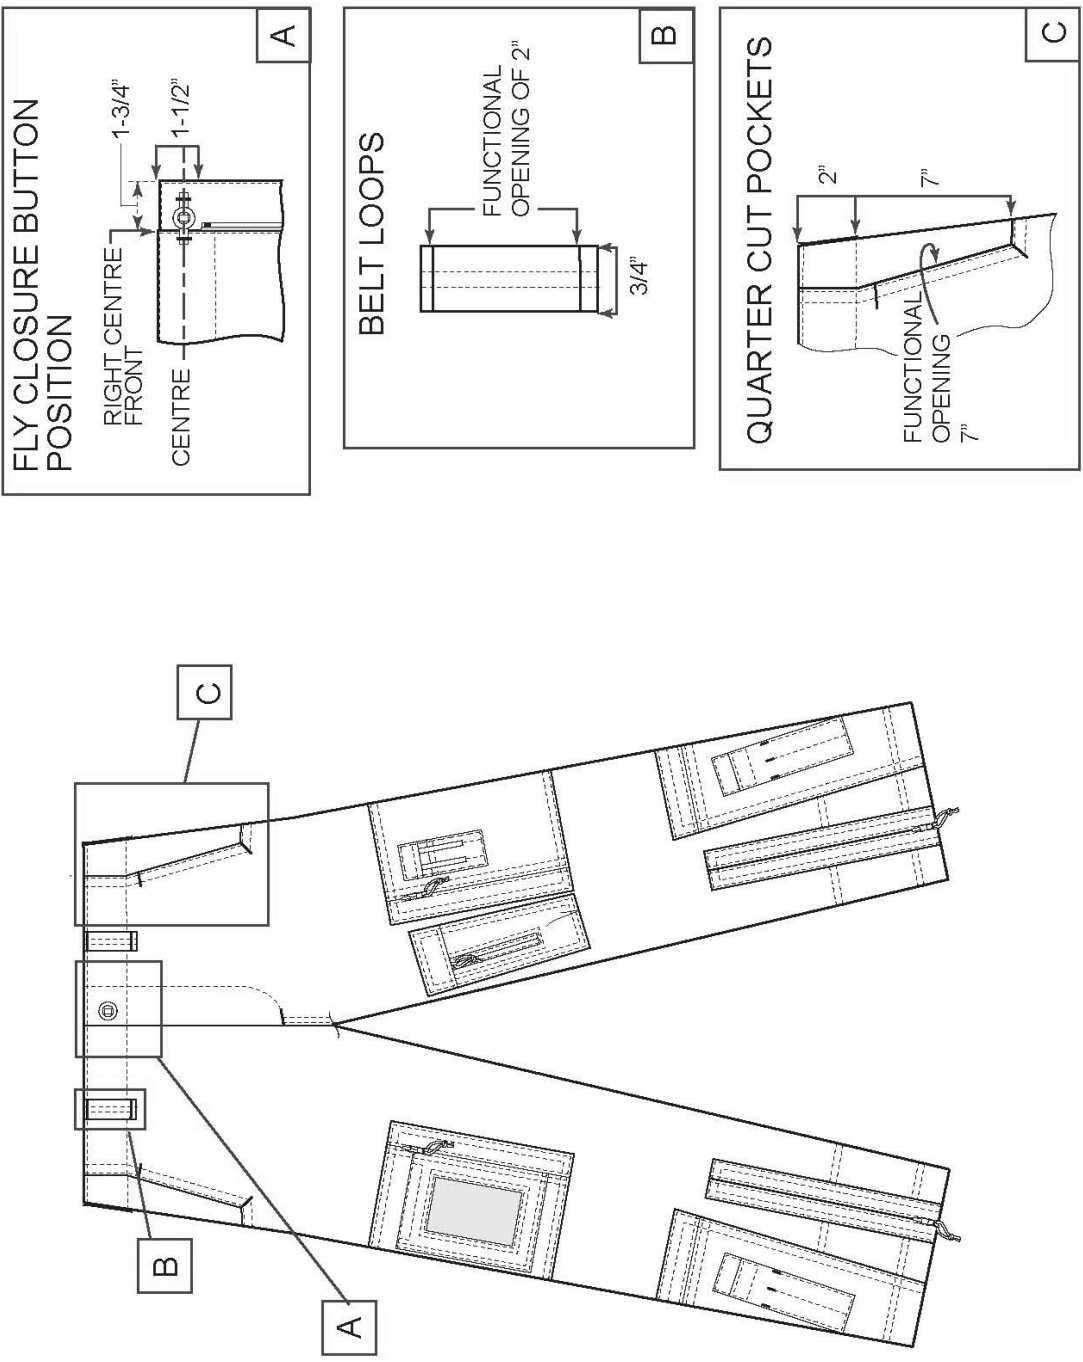 FLY CLOSURE BUTTON
POSITION
A
1-3/4”
1-1/2”
RIGHT CENTRE
FRONT
CENTRE
BELT LOOPS
B
FUNCTIONAL
OPENING OF 2”
3/4”
QUARTER CUT POCKETS
C
2”
7”
FUNCTIONAL
OPENING
7”
C
B
A